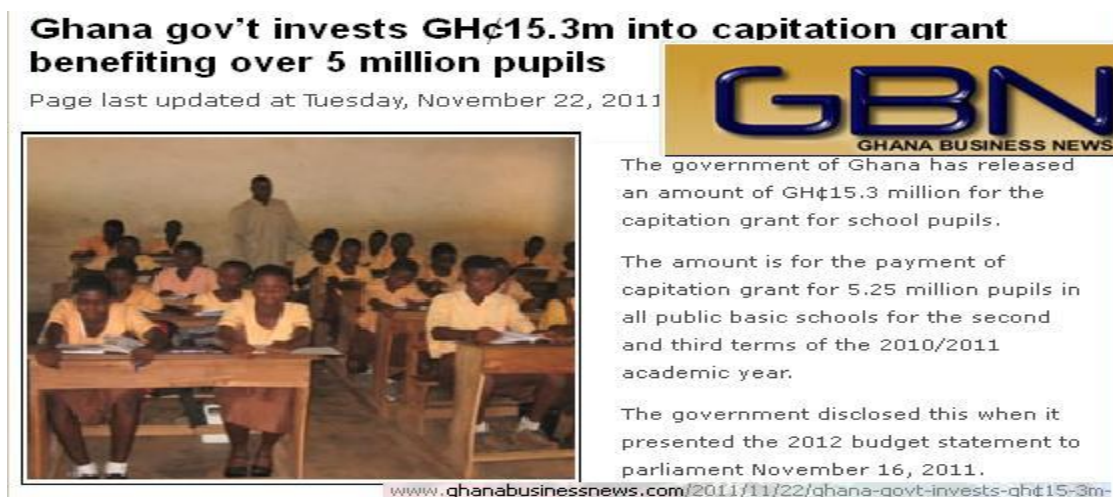 Ghana gov't invests GH¢15.3m into capitation grant
benefiting over 5 million pupils
Page last updated at Tuesday, November 22, 2011
GBN
GHANA BUSINESS NEWS
The government of Ghana has released
an amount of GH¢15.3 million for the
capitation grant for school pupils.
The amount is for the payment of
capitation grant for 5.25 million pupils in
all public basic schools for the second
and third terms of the 2010/2011
academic year.
The government disclosed this when it
presented the 2012 budget statement to
parliament November 16, 2011.
www.ghanabusinessnews.com/2011/11/22/ghana-govt-invests-gh¢15-3m-